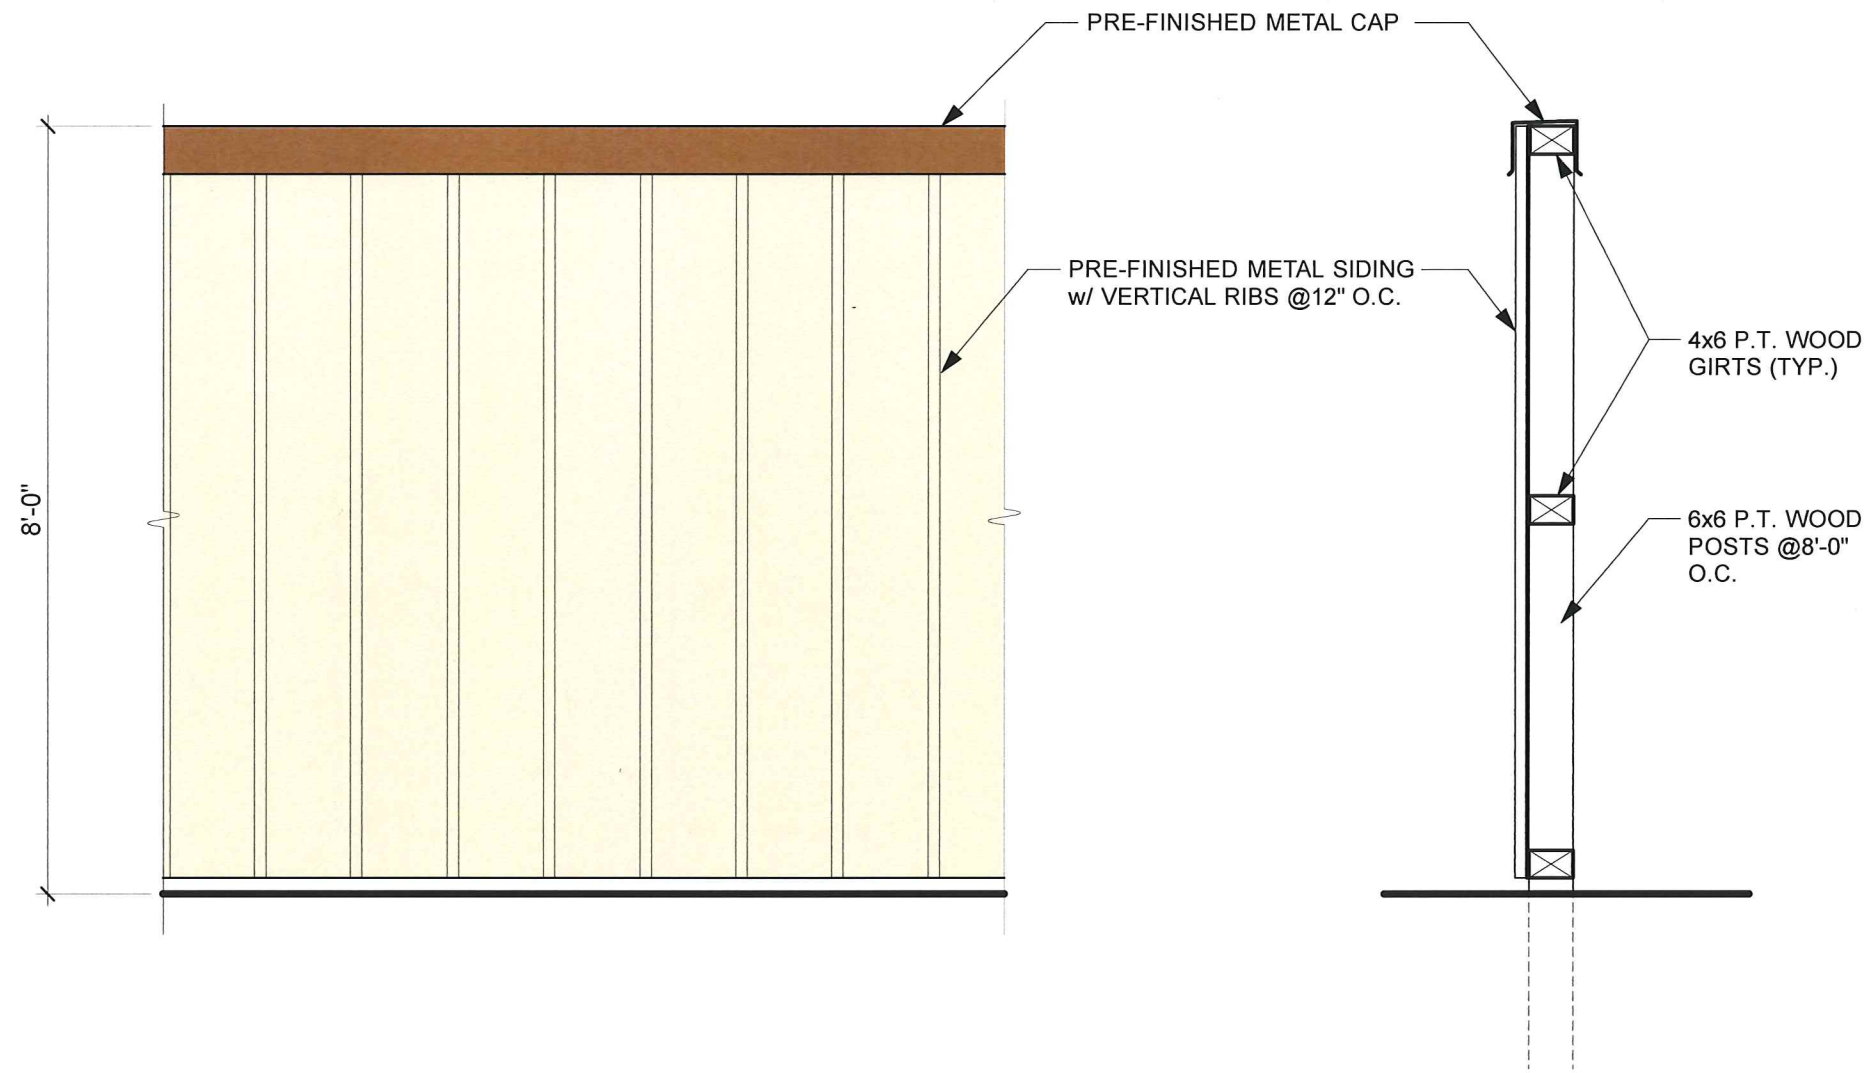 PRE-FINISHED METAL CAP
PRE-FINISHED METAL SIDING
w/ VERTICAL RIBS @12" O.C.
4x6 P.T. WOOD
GIRTS (TYP.)
8'-0"
6x6 P.T. WOOD
POSTS @8'-0"
O.C.